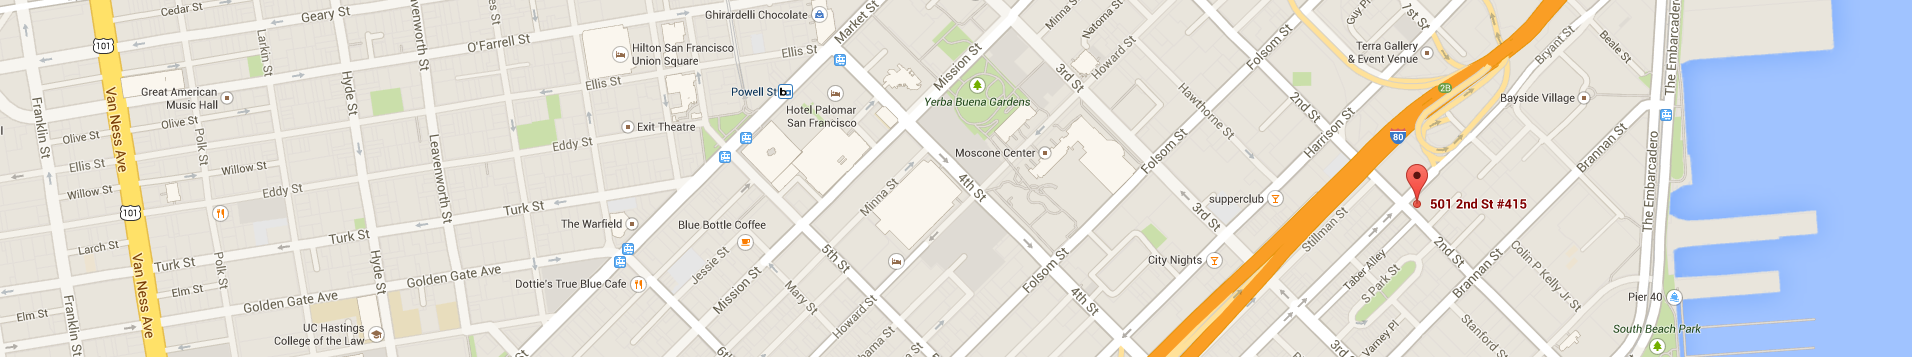 Cedar St
101
Larkin St
Geary St
Leavenworth St
O'Farrell St
Hilton San Francisco
Union Square
Ghirardelli Chocolate
Ellis St
Market St
Mission St
Minna St
Natoma St
Howard St
3rd St
Folsom St
Guy Pl
1st St
Terra Gallery
& Event Venue
Bryant St
Beale St
The Embarcadero
Great American
Music Hall
Hyde St
Ellis St
Powell St
Hotel Palomar
San Francisco
Yerba Buena Gardens
Hawthorne St
2nd St
2B
Bayside Village
Franklin St
Van Ness Ave
Olive St
Olive St
Polk St
Exit Theatre
Eddy St
Leavenworth St
Moscone Center
Folsom St
Harrison St
80
Brannan St
The Embarcadero
Ellis St
Willow St
Willow St
Eddy St
Turk St
101
Minna St
4th St
supperclub
3rd St
501 2nd St #415
The Warfield
Blue Bottle Coffee
Larch St
Turk St
Turk St
Polk St
Hyde St
Golden Gate Ave
Jessie St
5th St
Folsom St
City Nights
Stillman St
Taber Alley
S Park St
2nd St
Brannan St
Colin P Kelly Jr St
Van Ness Ave
Elm St
Elm St
Golden Gate Ave
Dottie's True Blue Cafe
Mission St
Mary St
Howard St
4th St
Pier 40
Franklin St
UC Hastings
College of the Law
6th
Varney Pl
Stanford St
South Beach Park